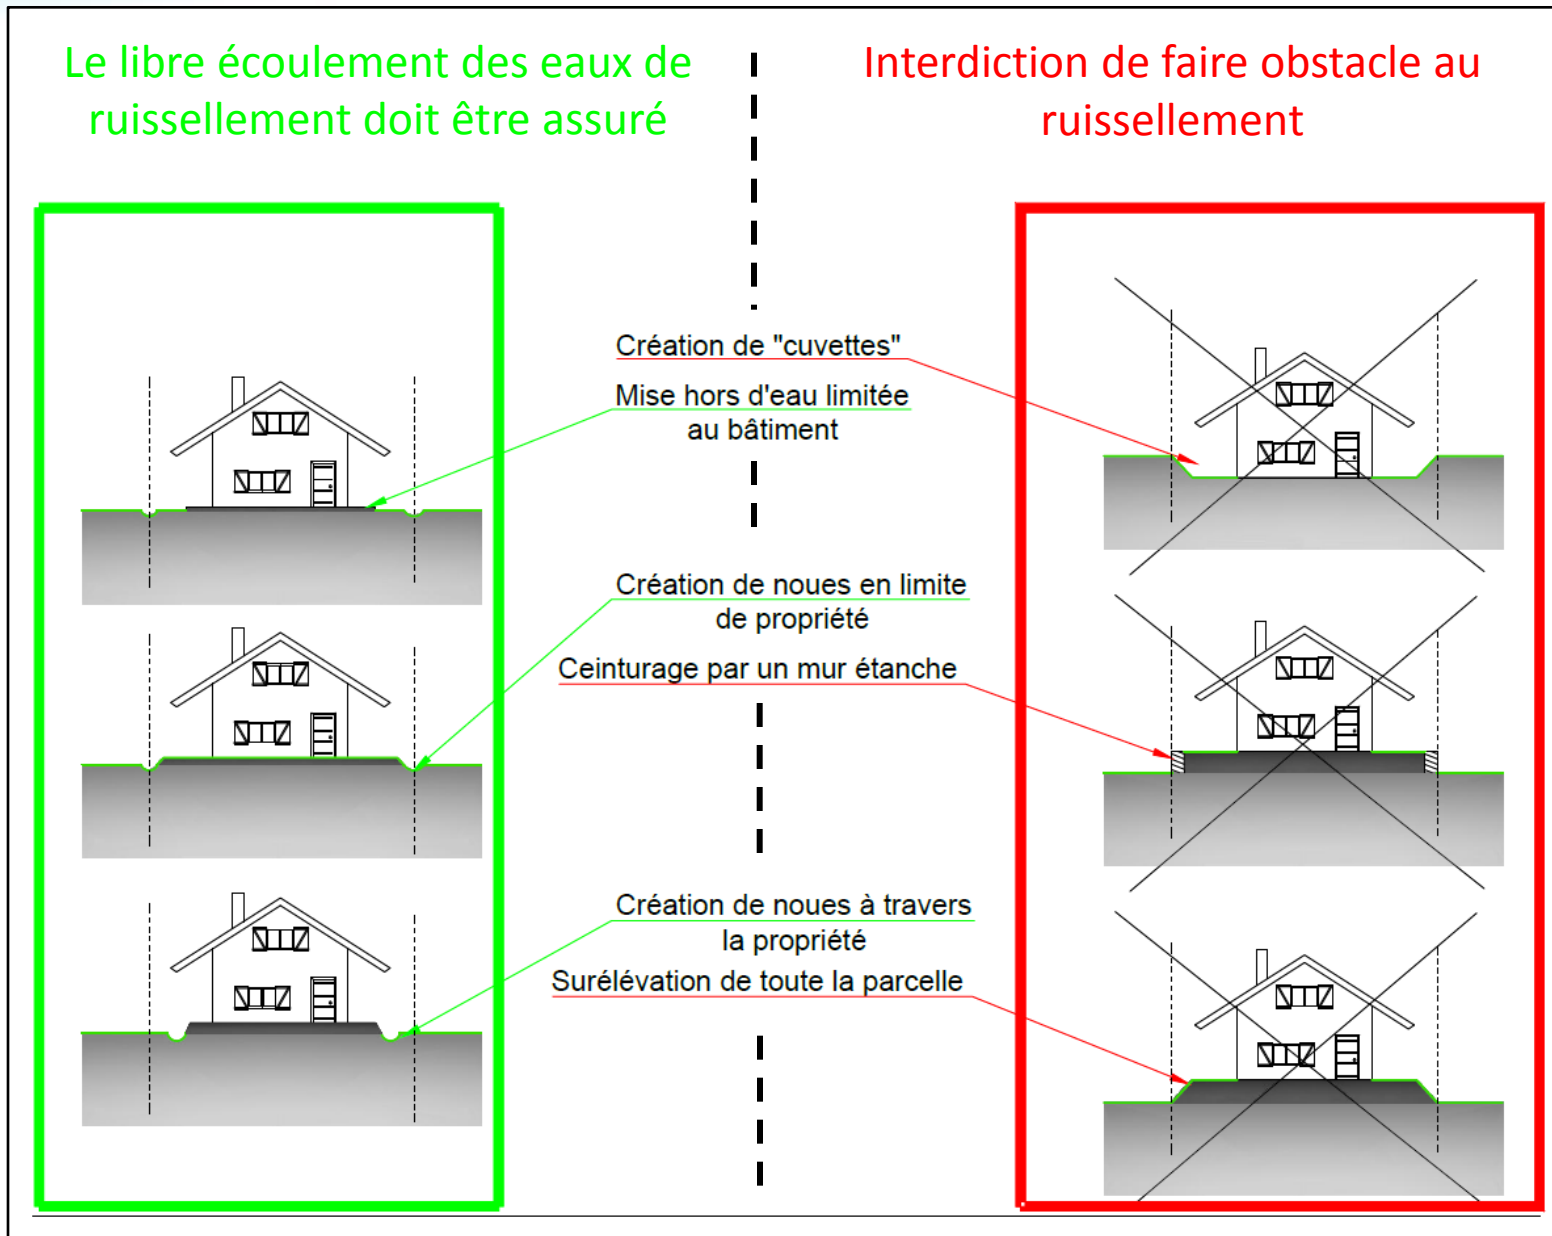 Le libre écoulement des eaux de
ruissellement doit être assuré
Interdiction de faire obstacle au
ruissellement
Création de "cuvettes"
Mise hors d'eau limitée
au bâtiment
Création de noues en limite
de propriété
Ceinturage par un mur étanche
Création de noues à travers
la propriété
Surélévation de toute la parcelle